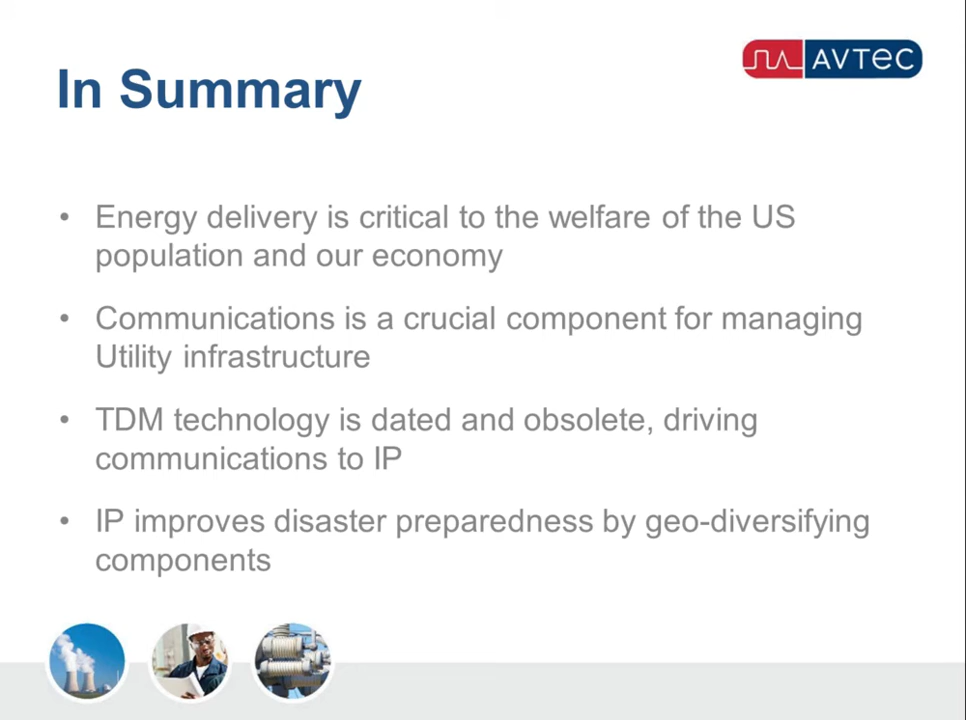 AVTEC
In Summary
• Energy delivery is critical to the welfare of the US
population and our economy
• Communications is a crucial component for managing
Utility infrastructure
• TDM technology is dated and obsolete, driving
communications to IP
• IP improves disaster preparedness by geo-diversifying
components